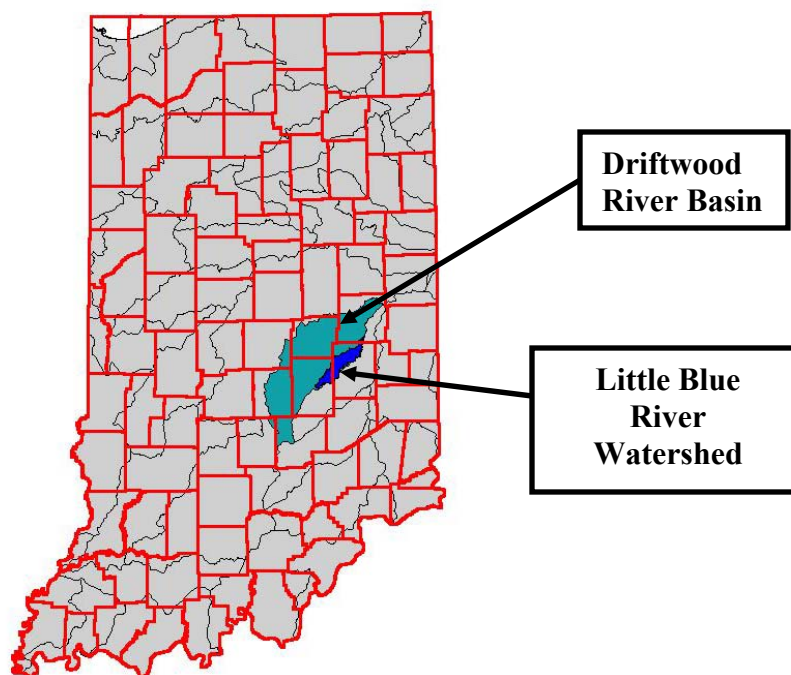 Driftwood
River Basin
Little Blue
River
Watershed